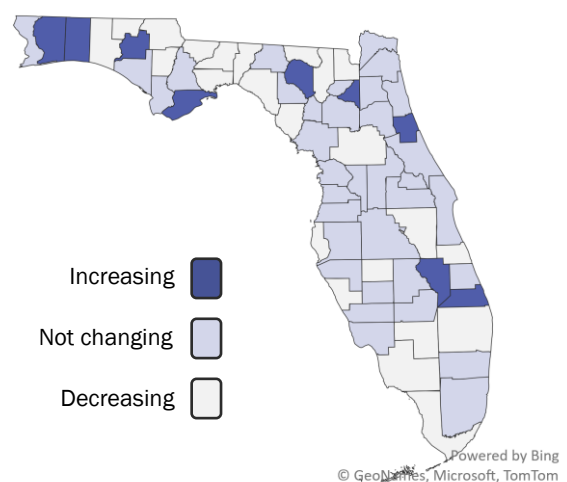 Increasing
Not changing
Decreasing
Powered by Bing
© GeoNames, Microsoft, TomTom